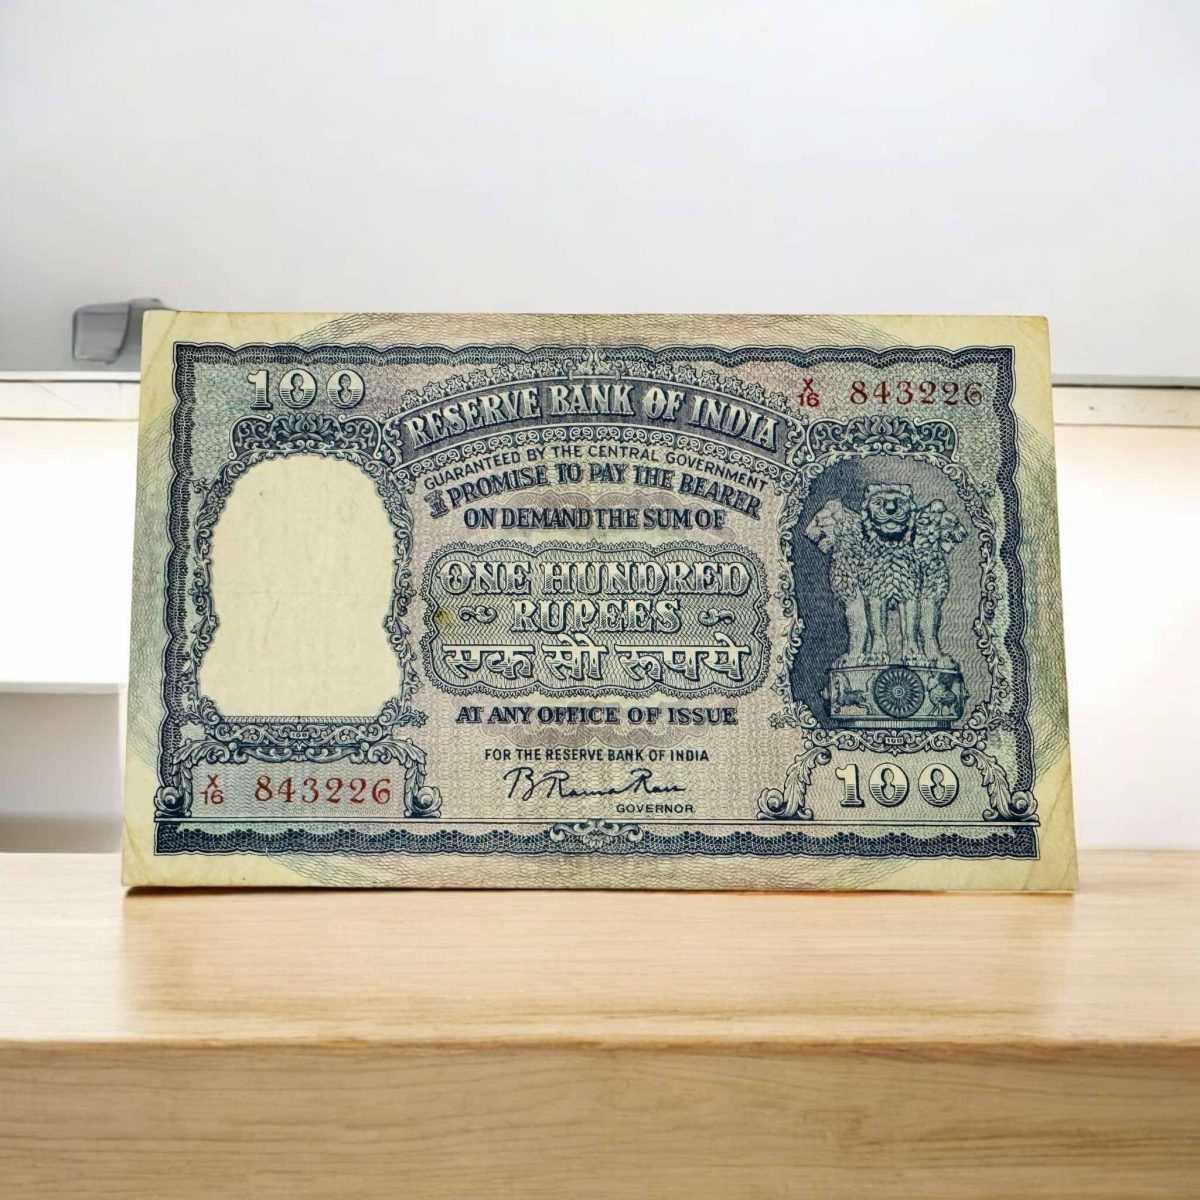 100
X/16 843226
RESERVE BANK OF INDIA
GUARANTEED BY THE CENTRAL GOVERNMENT
I PROMISE TO PAY THE BEARER
ON DEMAND THE SUM OF
ONE HUNDRED
RUPEES
एक सौ रूपये
AT ANY OFFICE OF ISSUE
FOR THE RESERVE BANK OF INDIA
B Rama Rau
GOVERNOR
X/16 843226
100
100
100